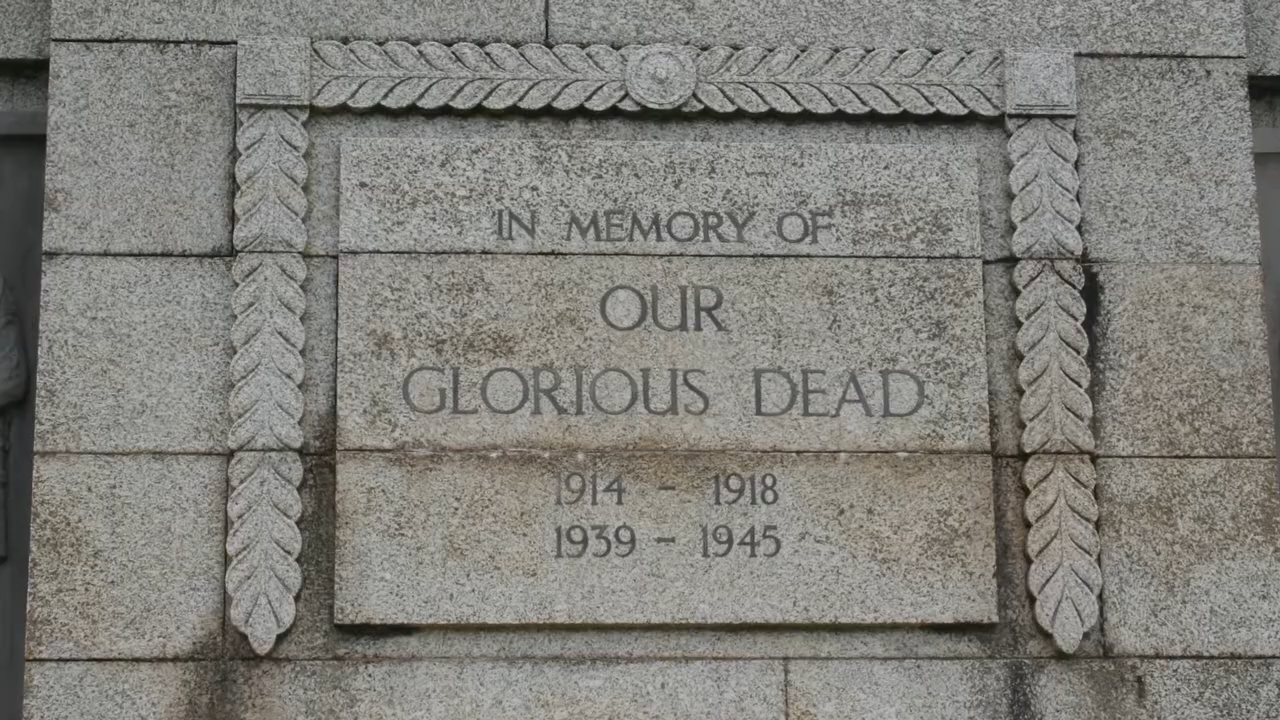 IN MEMORY OF
OUR
GLORIOUS DEAD
1914 - 1918
1939 - 1945